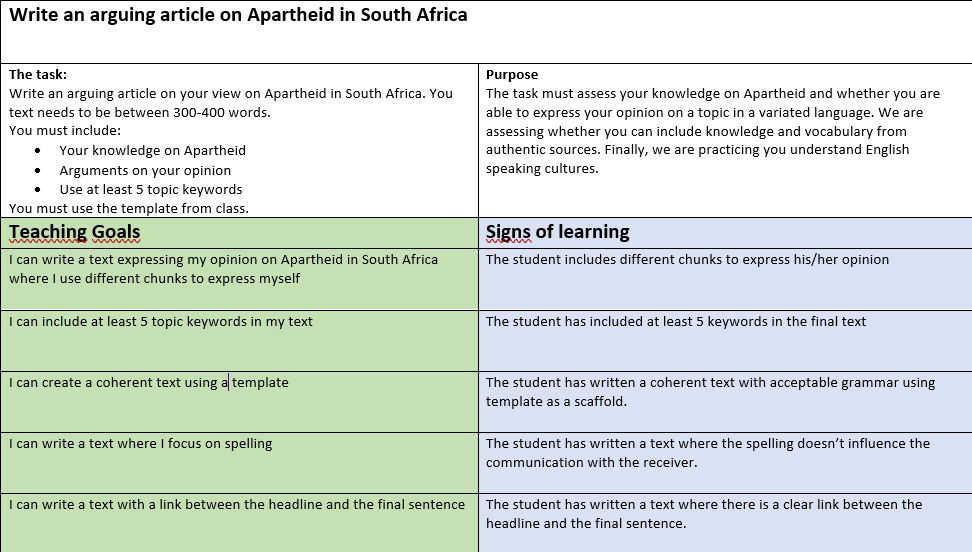 Write an arguing article on Apartheid in South Africa
The task:
Write an arguing article on your view on Apartheid in South Africa. You
text needs to be between 300-400 words.
You must include:
• Your knowledge on Apartheid
• Arguments on your opinion
• Use at least 5 topic keywords
You must use the template from class.
Purpose
The task must assess your knowledge on Apartheid and whether you are
able to express your opinion on a topic in a variated language. We are
assessing whether you can include knowledge and vocabulary from
authentic sources. Finally, we are practicing you understand English
speaking cultures.
Teaching Goals
Signs of learning
I can write a text expressing my opinion on Apartheid in South Africa
where I use different chunks to express myself
The student includes different chunks to express his/her opinion
I can include at least 5 topic keywords in my text
The student has included at least 5 keywords in the final text
I can create a coherent text using a template
The student has written a coherent text with acceptable grammar using
template as a scaffold.
I can write a text where I focus on spelling
The student has written a text where the spelling doesn’t influence the
communication with the receiver.
I can write a text with a link between the headline and the final sentence
The student has written a text where there is a clear link between the
headline and the final sentence.